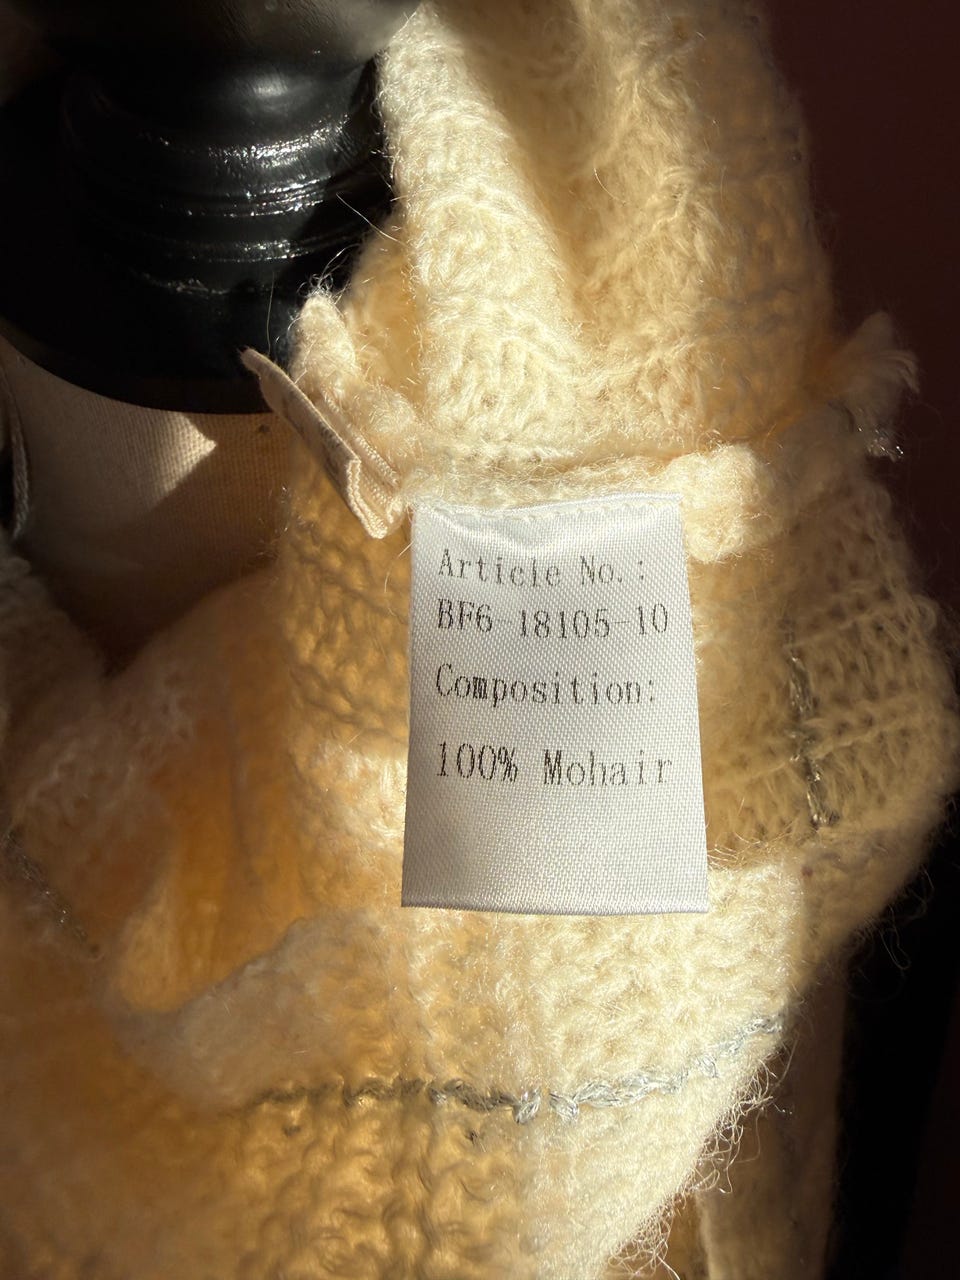 Article No.:
BF6-18105-10
Composition:
100% Mohair